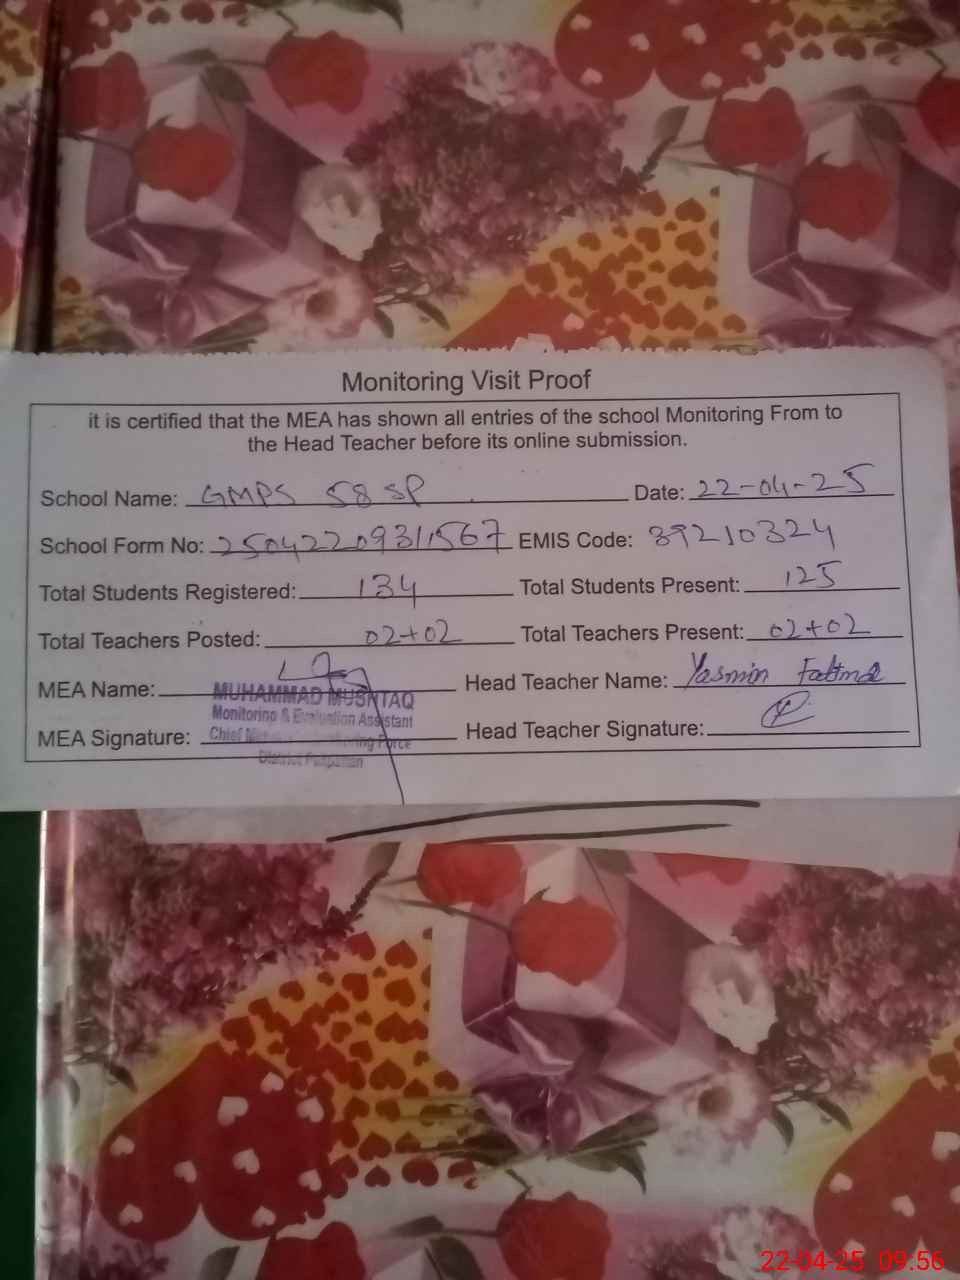 Monitoring Visit Proof
it is certified that the MEA has shown all entries of the school Monitoring From to
the Head Teacher before its online submission.
School Name: GMPS 58 SP Date: 22-04-25
School Form No: 25042209311567 EMIS Code: 39210324
Total Students Registered: 134 Total Students Present: 125
Total Teachers Posted: 02+02 Total Teachers Present: 02+02
MEA Name: Head Teacher Name: Yasmin Fatima
MUHAMMAD MUSHTAQ
Monitoring & Evaluation Assistant
MEA Signature: Head Teacher Signature:
Chief Monitoring Force
District Pakpattan
22-04-25 09:56